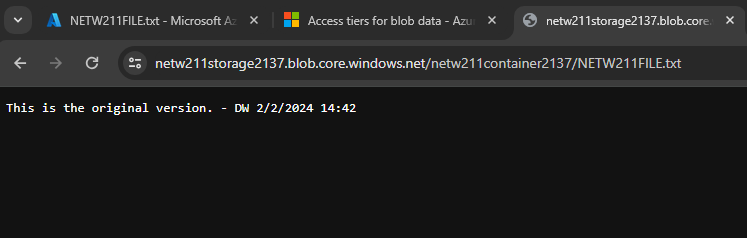 NETW211FILE.txt - Microsoft Az
Access tiers for blob data - Azu
netw211storage2137.blob.core.
netw211storage2137.blob.core.windows.net/netw211container2137/NETW211FILE.txt
This is the original version. - DW 2/2/2024 14:42